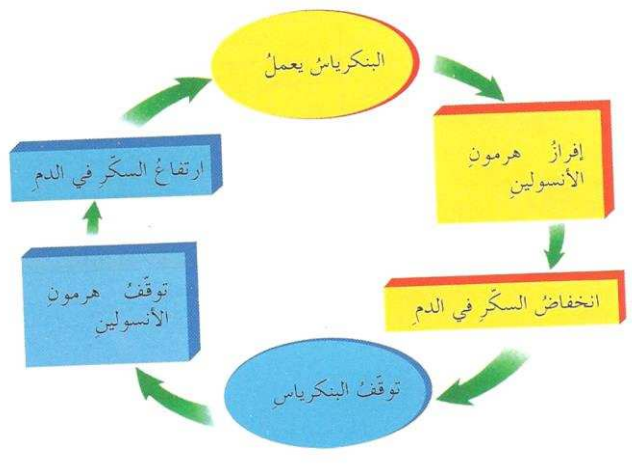 البنكرياسُ يعملُ
إفرازُ هرمونِ
الأنسولينِ
انخفاضُ السكّرِ في الدمِ
توقّفُ البنكرياسِ
توقّفُ هرمونِ
الأنسولينِ
ارتفاعُ السكّرِ في الدمِ